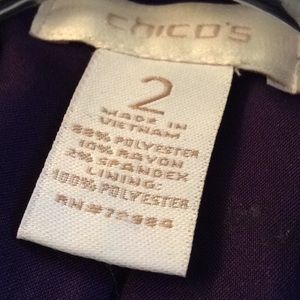 chico's
2
MADE IN
VIETNAM
88% POLYESTER
10% RAYON
2% SPANDEX
LINING:
100% POLYESTER